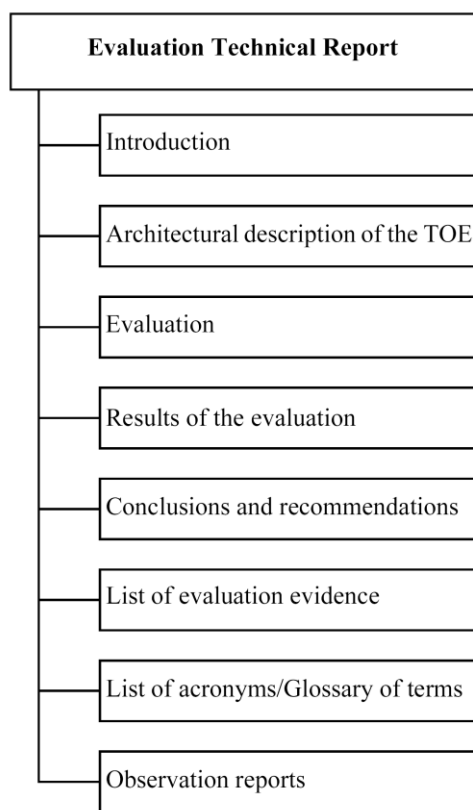 Evaluation Technical Report
Introduction
Architectural description of the TOE
Evaluation
Results of the evaluation
Conclusions and recommendations
List of evaluation evidence
List of acronyms/Glossary of terms
Observation reports